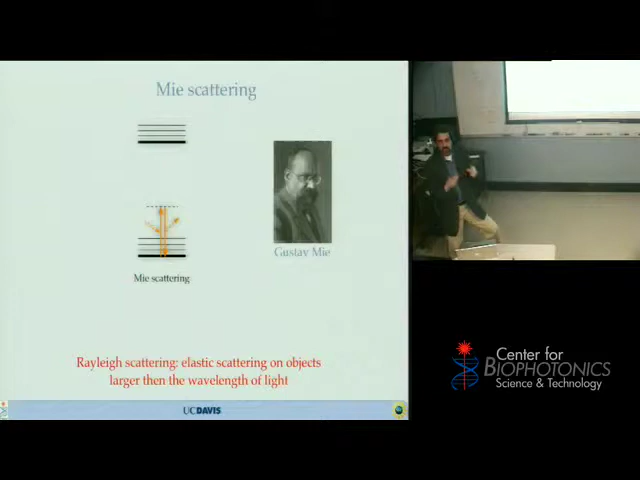 Mie scattering
Gustav Mie
Mie scattering
Rayleigh scattering: elastic scattering on objects
larger then the wavelength of light
UCDAVIS
Center for
BIOPHOTONICS
Science & Technology